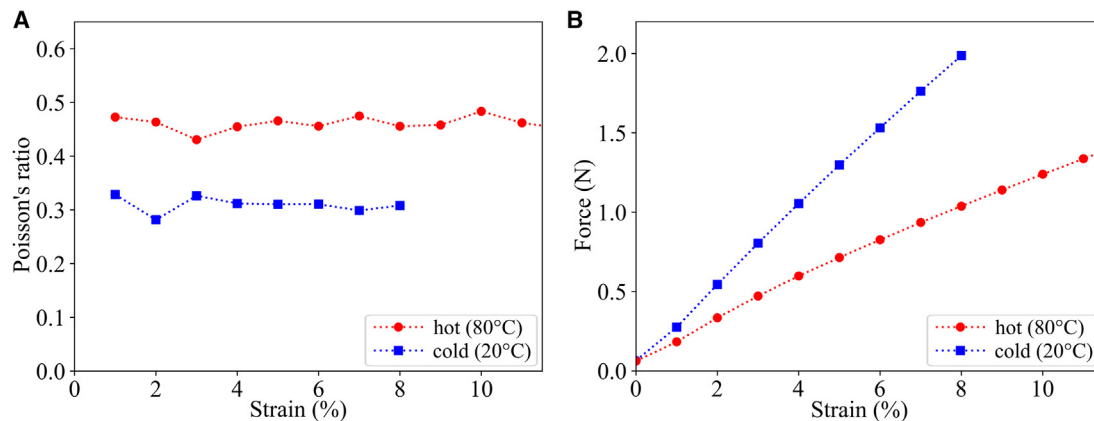 A
Poisson's ratio
0.6
0.5
0.4
0.3
0.2
0.1
0.0
0 2 4 6 8 10
Strain (%)
hot (80°C)
cold (20°C)
B
Force (N)
2.0
1.5
1.0
0.5
0.0
0 2 4 6 8 10
Strain (%)
hot (80°C)
cold (20°C)